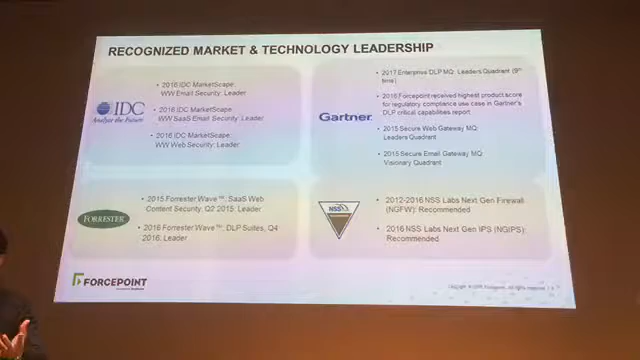 RECOGNIZED MARKET & TECHNOLOGY LEADERSHIP
IDC
Analyze the Future
• 2016 IDC MarketScape:
WW Email Security: Leader
• 2016 IDC MarketScape:
WW SaaS Email Security: Leader
• 2016 IDC MarketScape:
WW Web Security: Leader
Gartner
• 2017 Enterprise DLP MQ: Leaders Quadrant (9th
time)
• 2016 Forcepoint received highest product score
for regulatory compliance use case in Gartner's
DLP critical capabilities report
• 2015 Secure Web Gateway MQ:
Leaders Quadrant
• 2015 Secure Email Gateway MQ:
Visionary Quadrant
FORRESTER
• 2015 Forrester Wave™: SaaS Web
Content Security, Q2 2015: Leader
• 2016 Forrester Wave™: DLP Suites, Q4
2016: Leader
NSS
• 2012-2016 NSS Labs Next Gen Firewall
(NGFW): Recommended
• 2016 NSS Labs Next Gen IPS (NGIPS):
Recommended
FORCEPOINT
Forcepoint. All rights reserved.